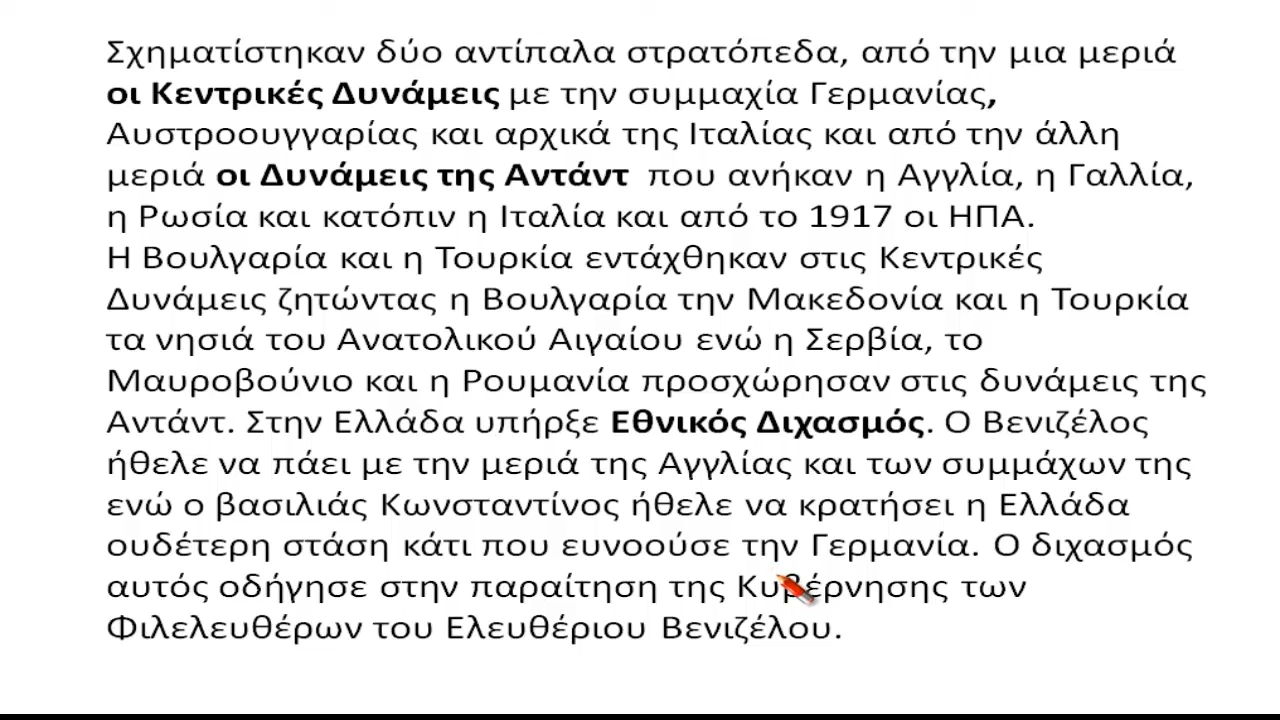 Σχηματίστηκαν δύο αντίπαλα στρατόπεδα, από την μια μεριά
οι Κεντρικές Δυνάμεις με την συμμαχία Γερμανίας,
Αυστροουγγαρίας και αρχικά της Ιταλίας και από την άλλη
μεριά οι Δυνάμεις της Αντάντ που ανήκαν η Αγγλία, η Γαλλία,
η Ρωσία και κατόπιν η Ιταλία και από το 1917 οι ΗΠΑ.
Η Βουλγαρία και η Τουρκία εντάχθηκαν στις Κεντρικές
Δυνάμεις ζητώντας η Βουλγαρία την Μακεδονία και η Τουρκία
τα νησιά του Ανατολικού Αιγαίου ενώ η Σερβία, το
Μαυροβούνιο και η Ρουμανία προσχώρησαν στις δυνάμεις της
Αντάντ. Στην Ελλάδα υπήρξε Εθνικός Διχασμός. Ο Βενιζέλος
ήθελε να πάει με την μεριά της Αγγλίας και των συμμάχων της
ενώ ο βασιλιάς Κωνσταντίνος ήθελε να κρατήσει η Ελλάδα
ουδέτερη στάση κάτι που ευνοούσε την Γερμανία. Ο διχασμός
αυτός οδήγησε στην παραίτηση της Κυβέρνησης των
Φιλελευθέρων του Ελευθέριου Βενιζέλου.